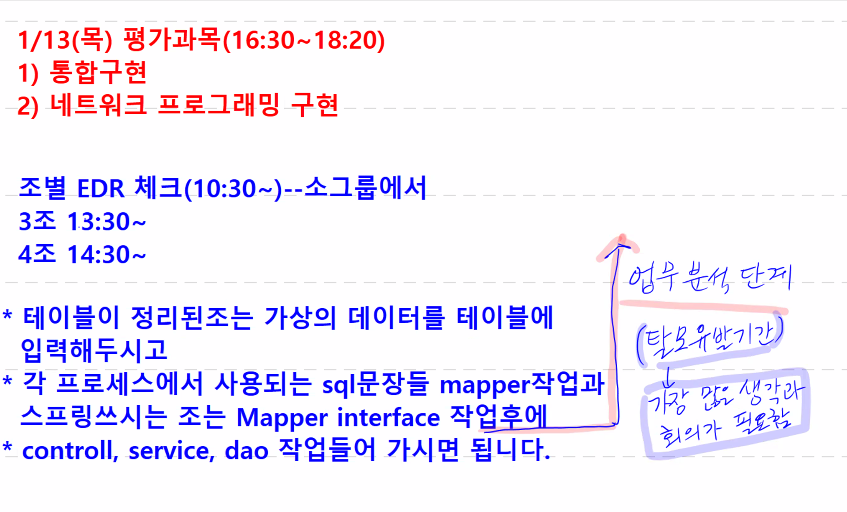 1/13(목) 평가과목(16:30~18:20)
1) 통합구현
2) 네트워크 프로그래밍 구현
조별 EDR 체크(10:30~)--소그룹에서
3조 13:30~
4조 14:30~
* 테이블이 정리된조는 가상의 데이터를 테이블에
입력해두시고
* 각 프로세스에서 사용되는 sql문장들 mapper작업과
스프링쓰시는 조는 Mapper interface 작업후에
* controll, service, dao 작업들어 가시면 됩니다.
업무분석 단계
(탈모유발기간)
가장 많은 생각과
회의가 필요함